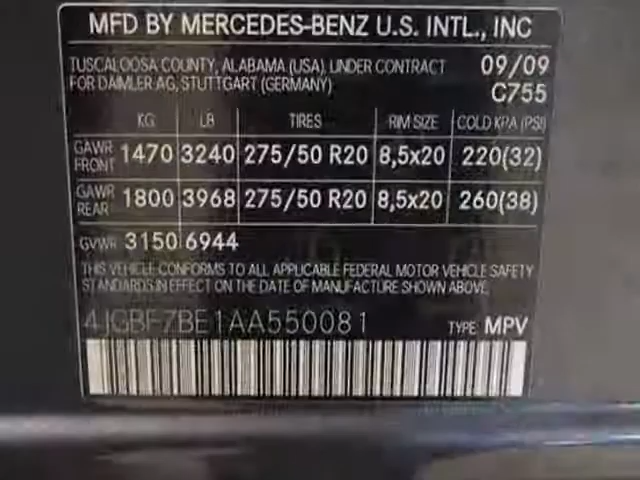 MFD BY MERCEDES-BENZ U.S. INTL., INC
TUSCALOOSA COUNTY, ALABAMA (USA), UNDER CONTRACT 09/09
FOR DAIMLER AG, STUTTGART (GERMANY) C755
KG LB TIRES RIM SIZE COLD KPA (PSI)
GAWR FRONT 1470 3240 275/50 R20 8,5x20 220(32)
GAWR REAR 1800 3968 275/50 R20 8,5x20 260(38)
GVWR 3150 6944
THIS VEHICLE CONFORMS TO ALL APPLICABLE FEDERAL MOTOR VEHICLE SAFETY
STANDARDS IN EFFECT ON THE DATE OF MANUFACTURE SHOWN ABOVE.
4JGBF7BE1AA550081 TYPE MPV